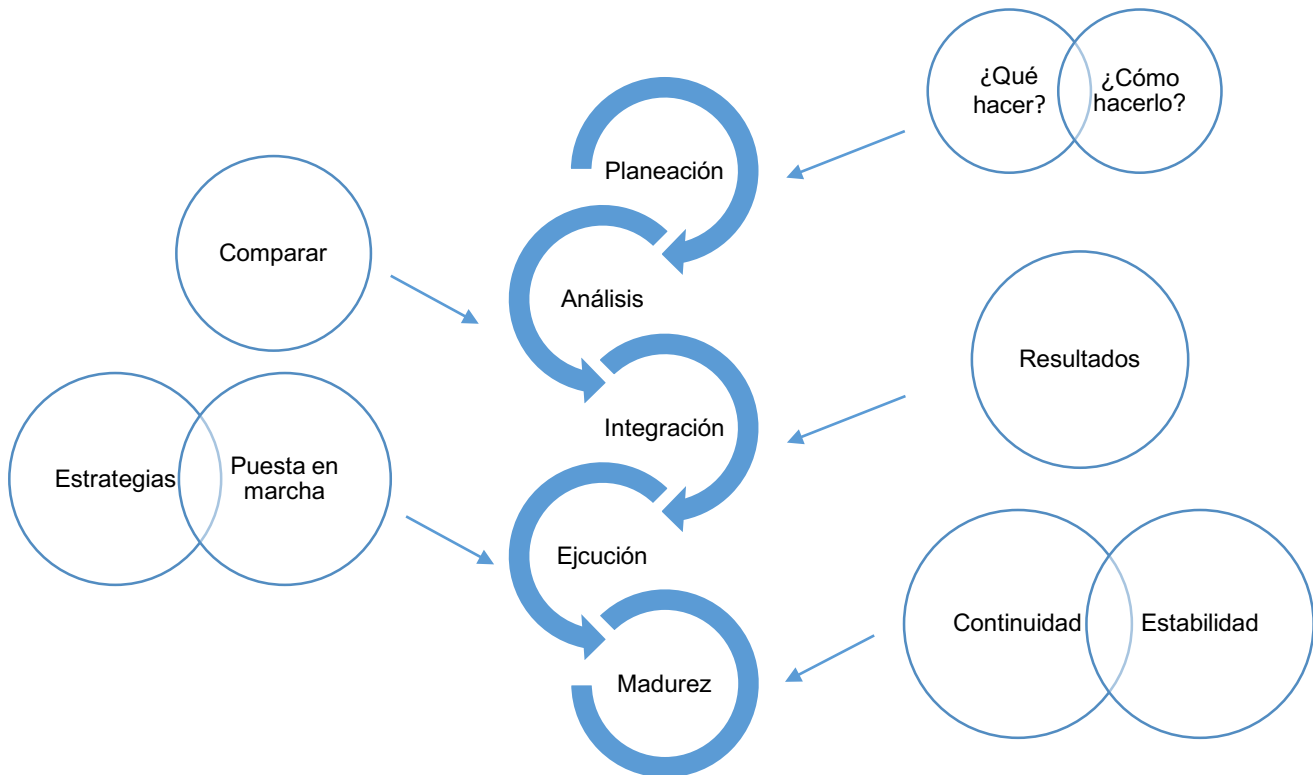 ¿Qué
hacer?
¿Cómo
hacerlo?
Planeación
Comparar
Análisis
Resultados
Integración
Estrategias
Puesta en
marcha
Ejcución
Continuidad
Estabilidad
Madurez